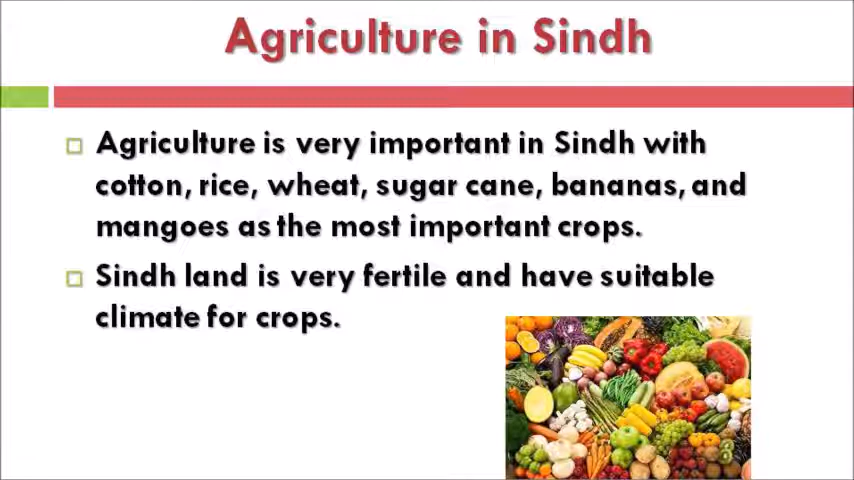 Agriculture in Sindh
Agriculture is very important in Sindh with
cotton, rice, wheat, sugar cane, bananas, and
mangoes as the most important crops.
Sindh land is very fertile and have suitable
climate for crops.
8